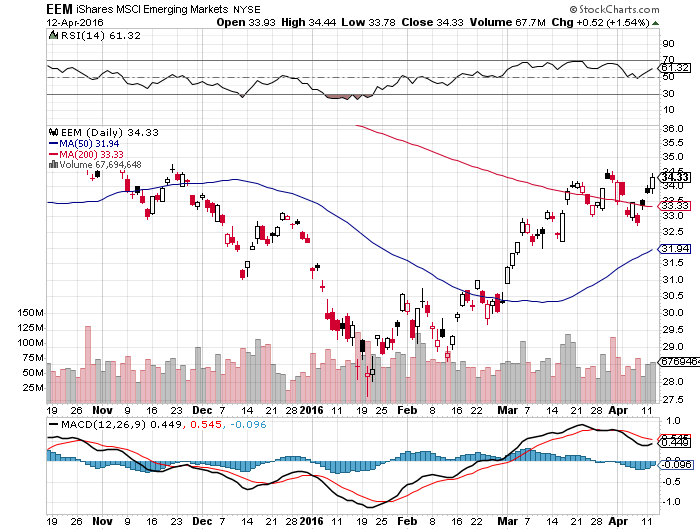 EEM iShares MSCI Emerging Markets NYSE © StockCharts.com
12-Apr-2016 Open 33.93 High 34.44 Low 33.78 Close 34.33 Volume 67.7M Chg +0.52 (+1.54%)
RSI(14) 61.32
90
70
61.32
50
30
10
EEM (Daily) 34.33
MA(50) 31.94
MA(200) 33.33
Volume 67,694,648
36.0
35.5
35.0
34.5
34.33
34.0
33.5
33.33
33.0
32.5
31.94
31.5
31.0
30.5
30.0
29.5
29.0
28.5
28.0
27.5
150M
125M
100M
75M
50M
25M
6769464
19 26 Nov 9 16 23 Dec 7 14 21 28 2016 11 19 25 Feb 8 16 22 Mar 7 14 21 28 Apr 11
MACD(12,26,9) 0.449, 0.545, -0.096
1.0
0.449
0.0
-0.096
-0.5
-1.0
19 26 Nov 9 16 23 Dec 7 14 21 28 2016 11 19 25 Feb 8 16 22 Mar 7 14 21 28 Apr 11